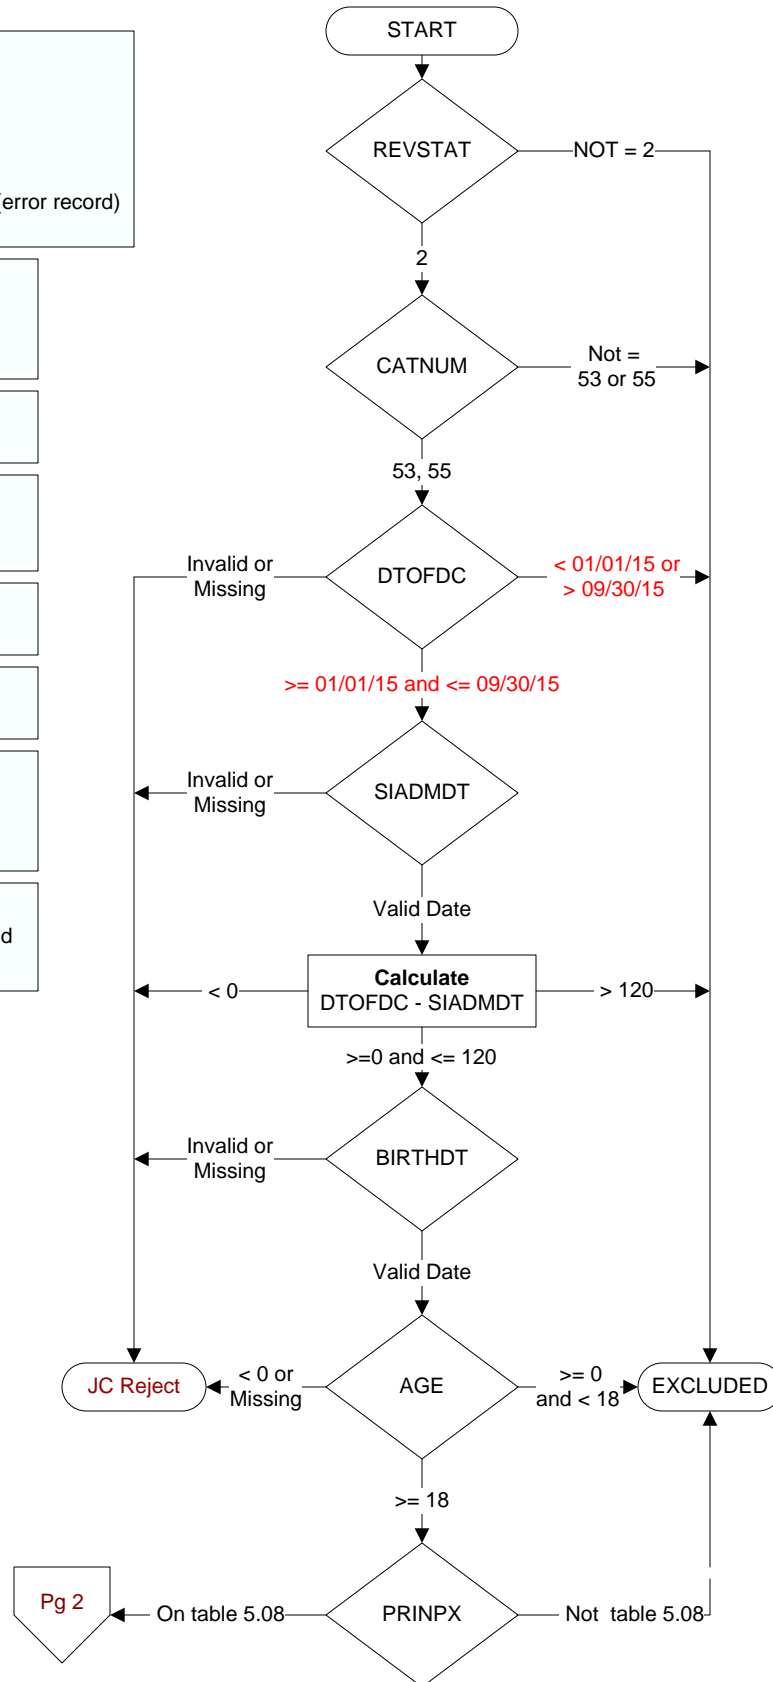 START
REVSTAT
NOT = 2
(error record)
2
CATNUM
Not =
53 or 55
53, 55
Invalid or
Missing
DTOFDC
< 01/01/15 or
> 09/30/15
>= 01/01/15 and <= 09/30/15
Invalid or
Missing
SIADMDT
Valid Date
d
< 0
Calculate
DTOFDC - SIADMDT
> 120
>=0 and <= 120
Invalid or
Missing
BIRTHDT
Valid Date
JC Reject
< 0 or
Missing
AGE
>= 0
and < 18
EXCLUDED
>= 18
Pg 2
On table 5.08
PRINPX
Not table 5.08